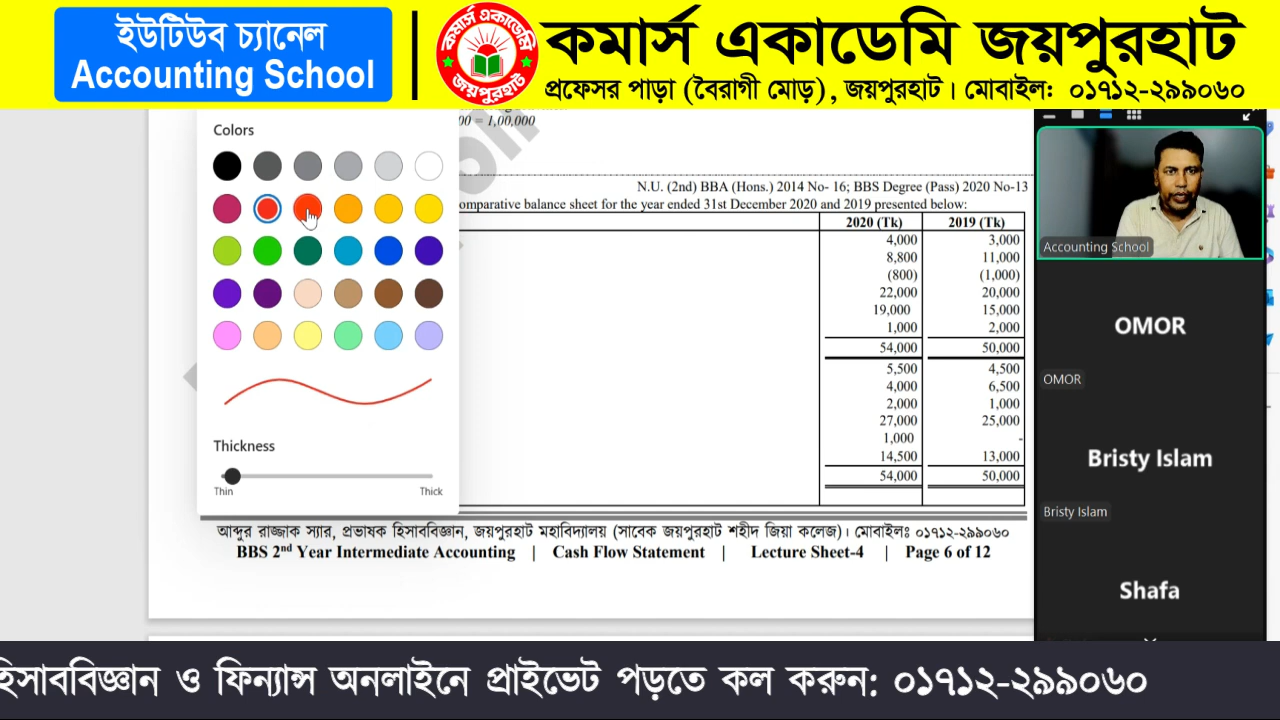 ইউটিউব চ্যানেল
Accounting School
কমার্স একাডেমি
জয়পুরহাট
কমার্স একাডেমি জয়পুরহাট
প্রফেসর পাড়া (বৈরাগী মোড়), জয়পুরহাট। মোবাইল: ০১৭১২-২৯৯০৬০
Colors
00 = 1,00,000
N.U. (2nd) BBA (Hons.) 2014 No- 16; BBS Degree (Pass) 2020 No-13
omparative balance sheet for the year ended 31st December 2020 and 2019 presented below:
2020 (Tk) 2019 (Tk)
4,000 3,000
8,800 11,000
(800) (1,000)
22,000 20,000
19,000 15,000
1,000 2,000
54,000 50,000
5,500 4,500
4,000 6,500
2,000 1,000
27,000 25,000
1,000 -
14,500 13,000
54,000 50,000
Thickness
Thin Thick
আব্দুর রাজ্জাক স্যার, প্রভাষক হিসাববিজ্ঞান, জয়পুরহাট মহাবিদ্যালয় (সাবেক জয়পুরহাট শহীদ জিয়া কলেজ)। মোবাইলঃ ০১৭১২-২৯৯০৬০
BBS 2nd Year Intermediate Accounting | Cash Flow Statement | Lecture Sheet-4 | Page 6 of 12
Accounting School
OMOR
OMOR
Bristy Islam
Bristy Islam
Shafa
হিসাববিজ্ঞান ও ফিন্যান্স অনলাইনে প্রাইভেট পড়তে কল করুন: ০১৭১২-২৯৯০৬০